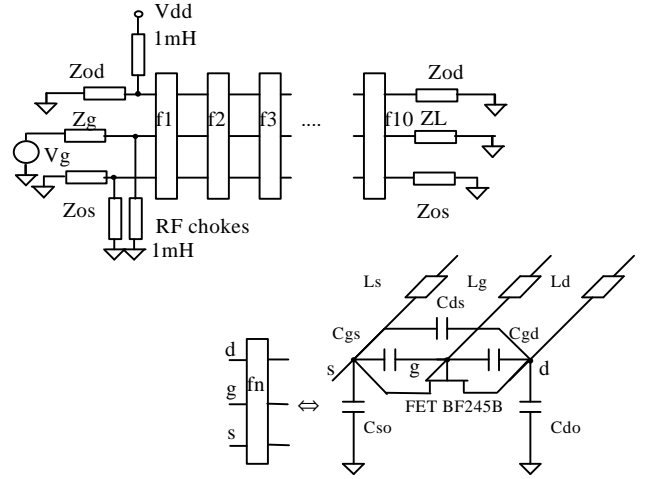 Vdd
1mH
Zod
Zod
Zg
f1
f2
f3
....
f10
ZL
Vg
Zos
RF chokes
1mH
Zos
Ls
Lg
Ld
Cds
Cgs
Cgd
s
g
d
d
g
fn
s
⇔
FET BF245B
Cso
Cdo